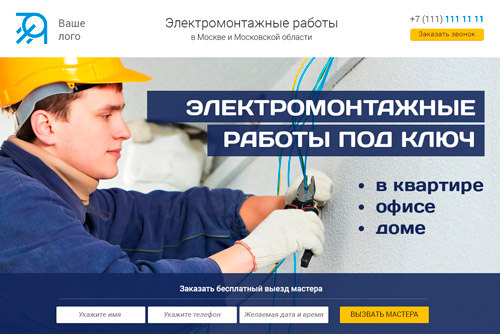 Ваше
лого
Электромонтажные работы
в Москве и Московской области
+7 (111) 111 11 11
Заказать звонок
ЭЛЕКТРОМОНТАЖНЫЕ
РАБОТЫ ПОД КЛЮЧ
• в квартире
• офисе
• доме
Заказать бесплатный выезд мастера
Укажите имя
Укажите телефон
Желаемая дата и время
ВЫЗВАТЬ МАСТЕРА